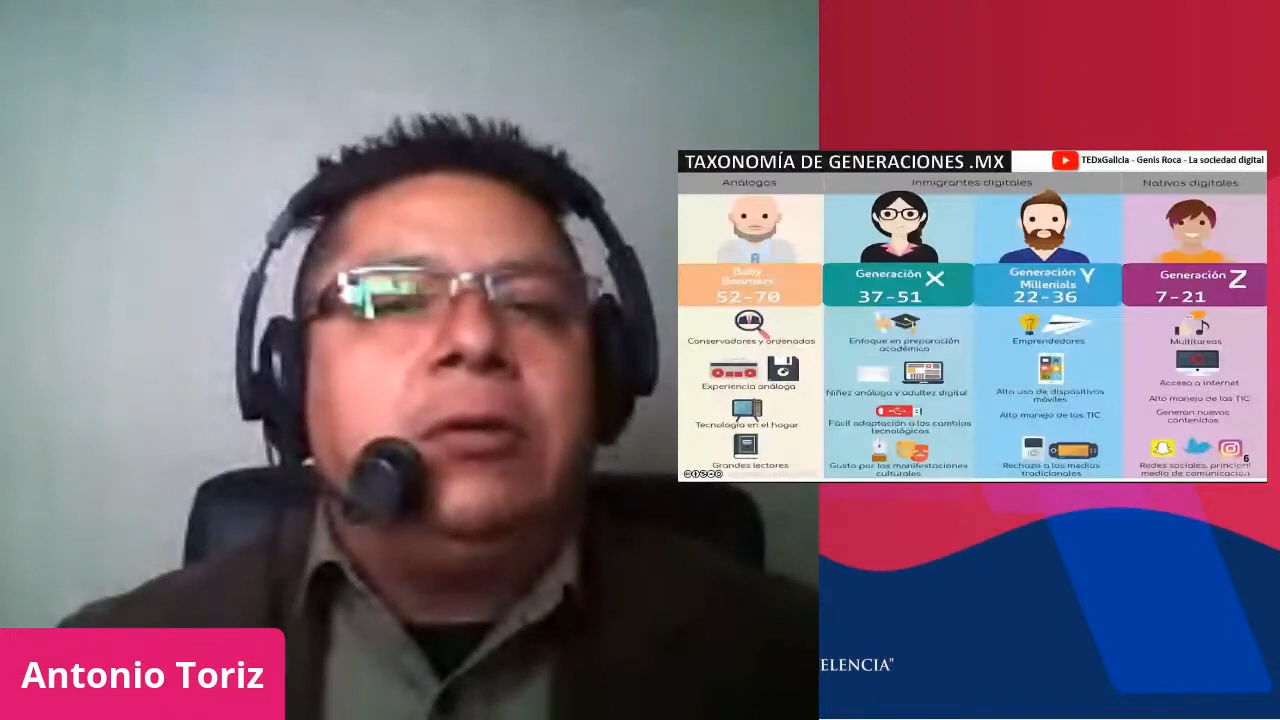 TAXONOMÍA DE GENERACIONES .MX
TEDxGalicia - Genis Roca - La sociedad digital
Análogos
Inmigrantes digitales
Nativos digitales
Baby
Boomers
52-70
Generación X
37-51
Generación Y
Millenials
22-36
Generación Z
7-21
Conservadores y ordenados
Experiencia análoga
Tecnología en el hogar
Grandes lectores
Enfoque en preparación
académica
Niñez análoga y adultez digital
Fácil adaptación a los cambios
tecnológicos
Gusto por las manifestaciones
culturales
Emprendedores
Alto uso de dispositivos
móviles
Alto manejo de las TIC
Rechazo a los medios
tradicionales
Multitareas
Acceso a internet
Alto manejo de las TIC
Generan nuevos
contenidos
Redes sociales, principal
medio de comunicación
6
ELENCIA”
Antonio Toriz